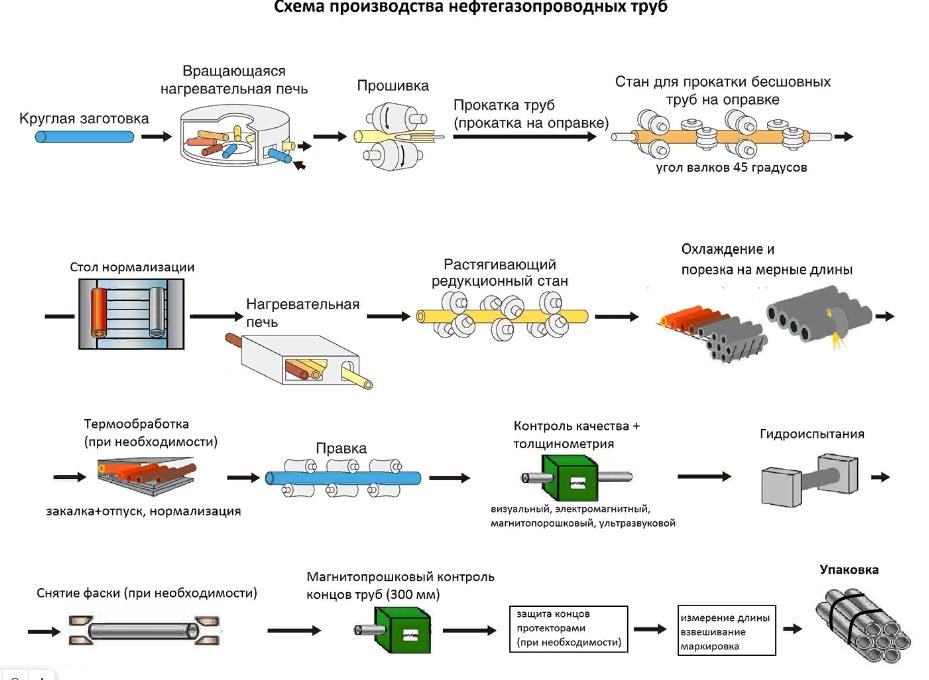 Схема производства нефтегазопроводных труб
Круглая заготовка
Вращающаяся
нагревательная печь
Прошивка
Прокатка труб
(прокатка на оправке)
Стан для прокатки бесшовных
труб на оправке
угол валков 45 градусов
Стол нормализации
Нагревательная
печь
Растягивающий
редукционный стан
Охлаждение и
порезка на мерные длины
Термообработка
(при необходимости)
закалка+отпуск, нормализация
Правка
Контроль качества +
толщинометрия
визуальный, электромагнитный,
магнитопорошковый, ультразвуковой
Гидроиспытания
Снятие фаски (при необходимости)
Магнитопрошковый контроль
концов труб (300 мм)
защита концов
протекторами
(при необходимости)
измерение длины
взвешивание
маркировка
Упаковка